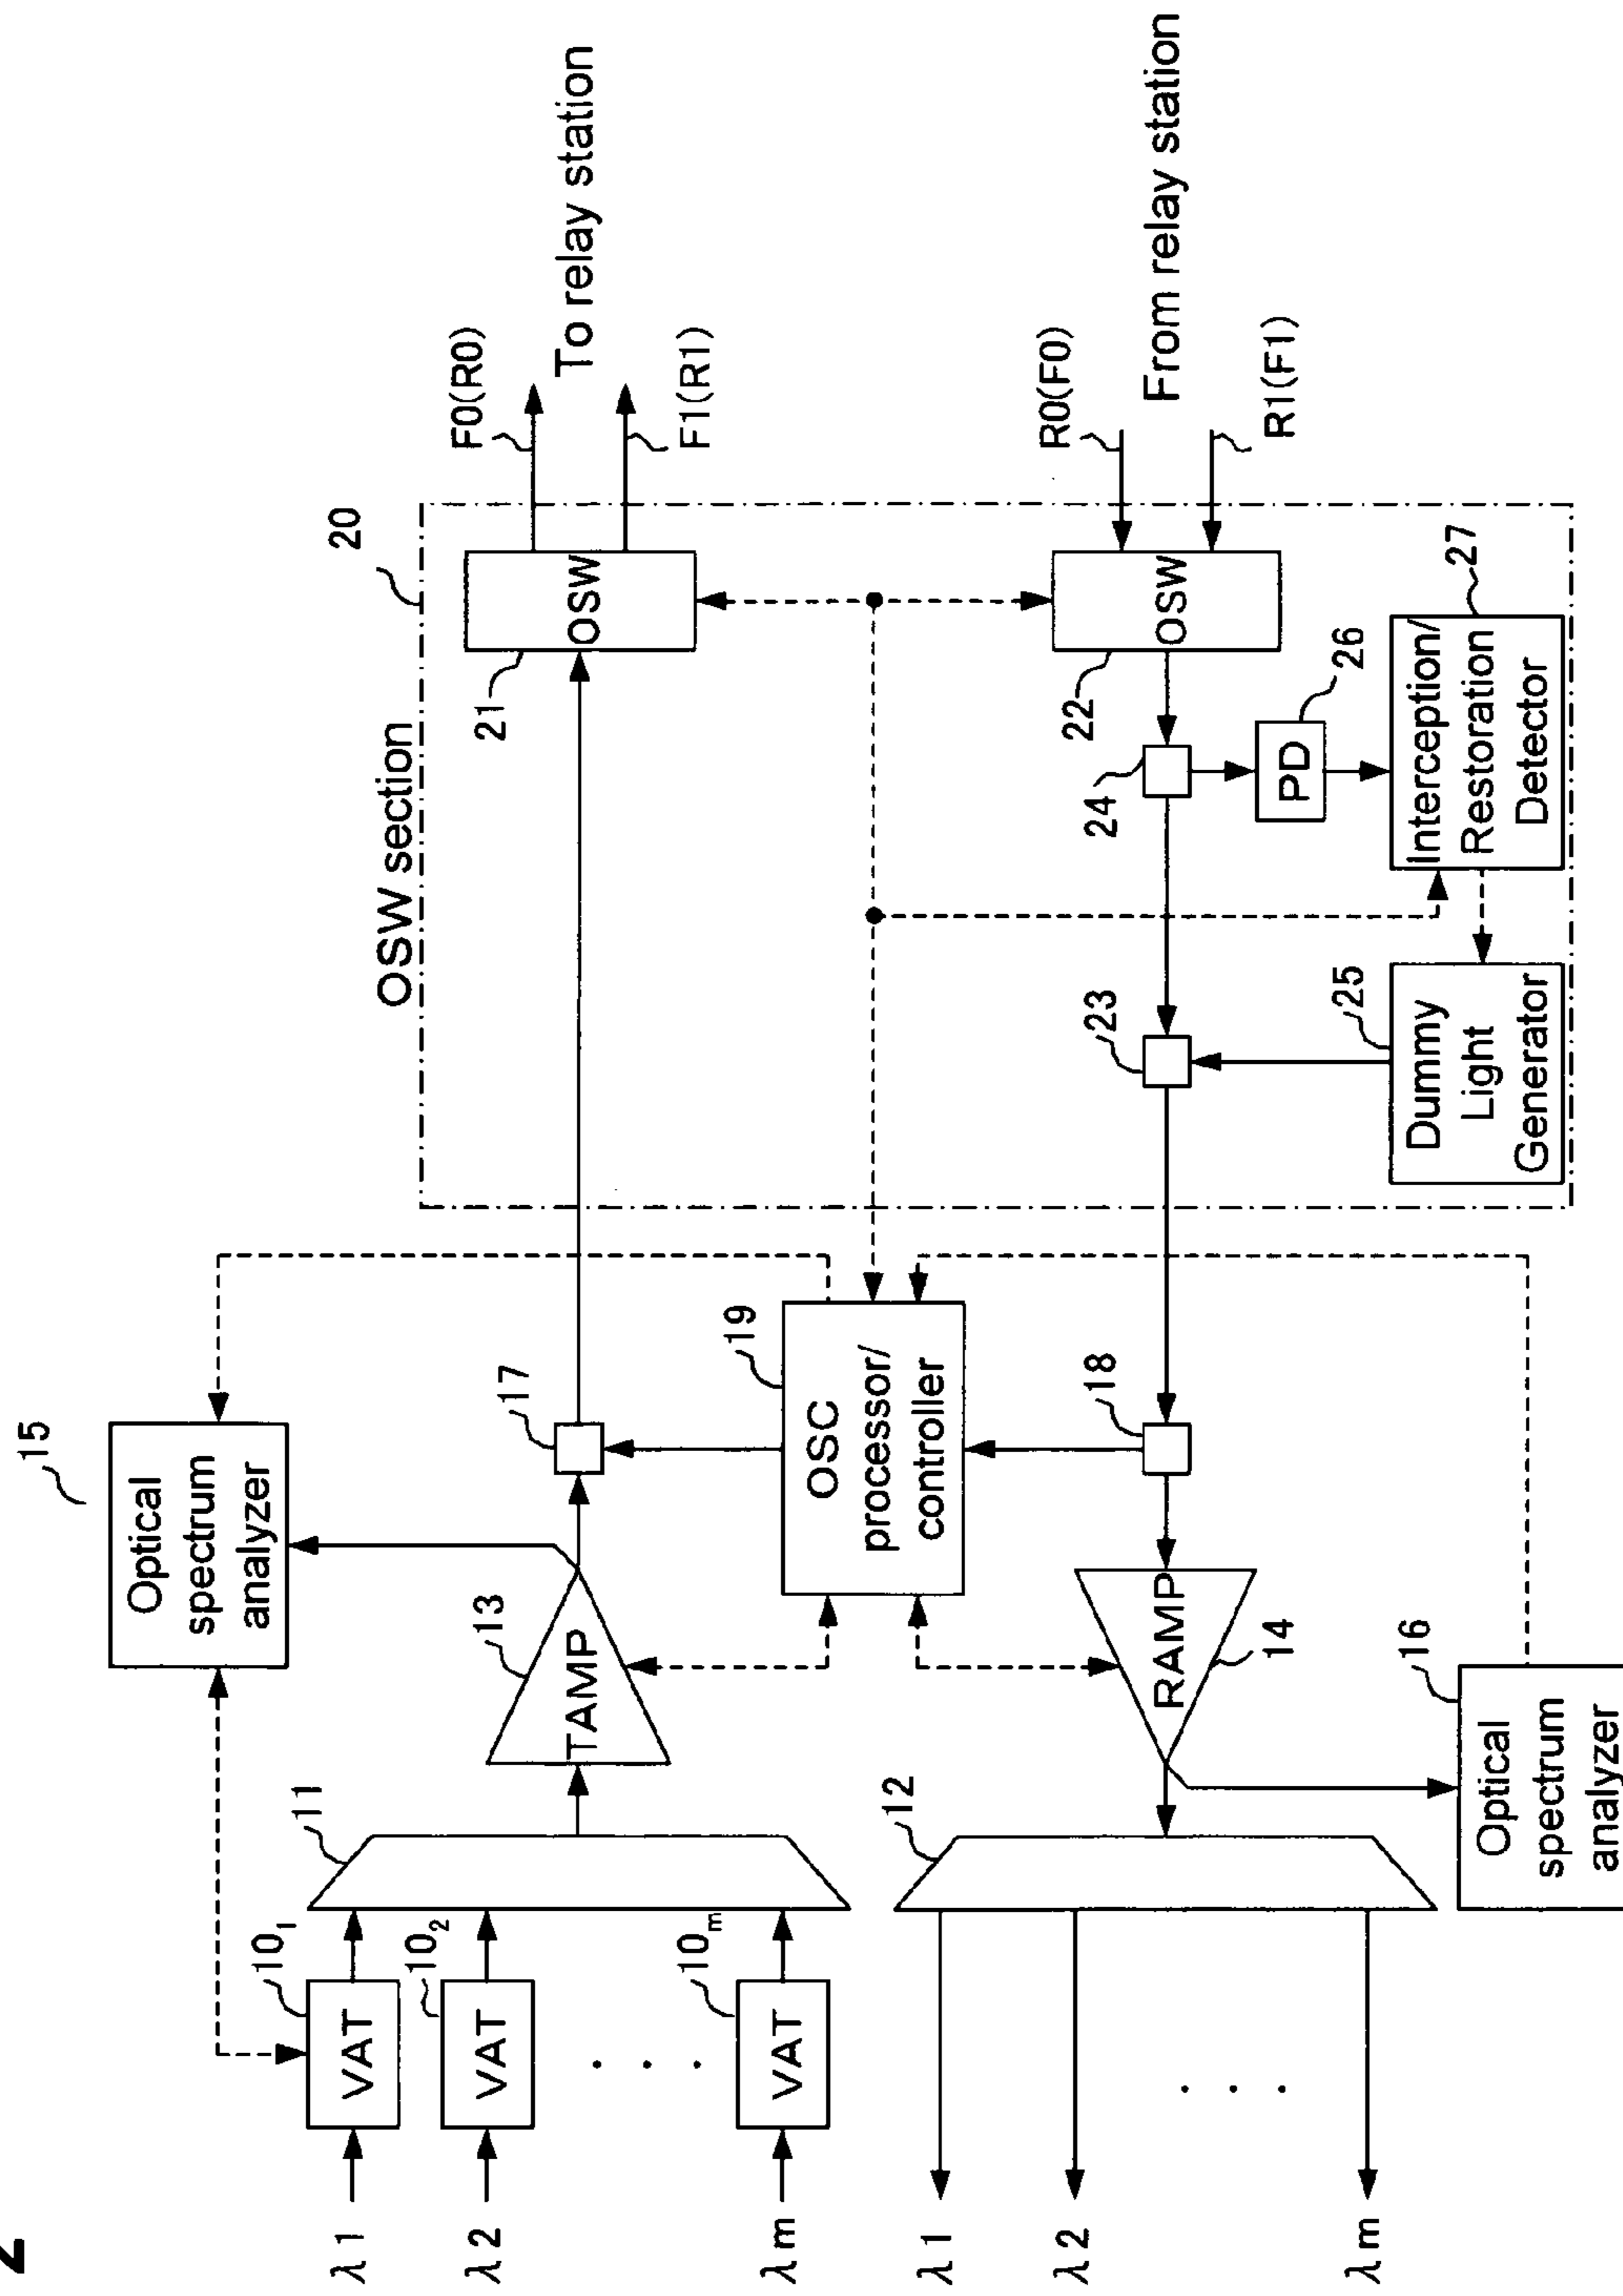 2
λ1
λ2
λm
10₁
VAT
10₂
VAT
. . .
10ₘ
VAT
11
TAMP
13
15
Optical
spectrum
analyzer
17
19
OSC
processor/
controller
OSW section
20
21
OSW
F0(R0)
F1(R1)
To relay station
λ1
λ2
. . .
λm
12
RAMP
14
16
Optical
spectrum
analyzer
18
23
25
Dummy
Light
Generator
24
22
OSW
26
PD
27
Interception/
Restoration
Detector
R0(F0)
R1(F1)
From relay station